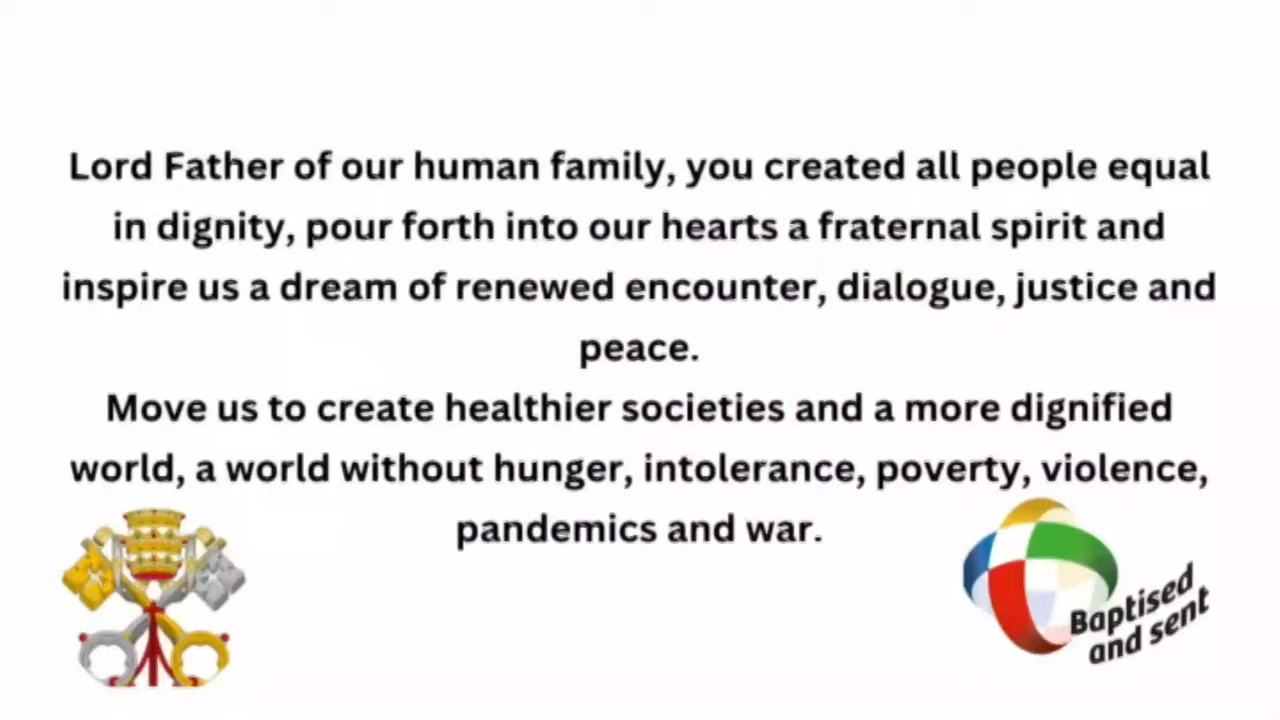 Lord Father of our human family, you created all people equal
in dignity, pour forth into our hearts a fraternal spirit and
inspire us a dream of renewed encounter, dialogue, justice and
peace.
Move us to create healthier societies and a more dignified
world, a world without hunger, intolerance, poverty, violence,
pandemics and war.
Baptised
and sent